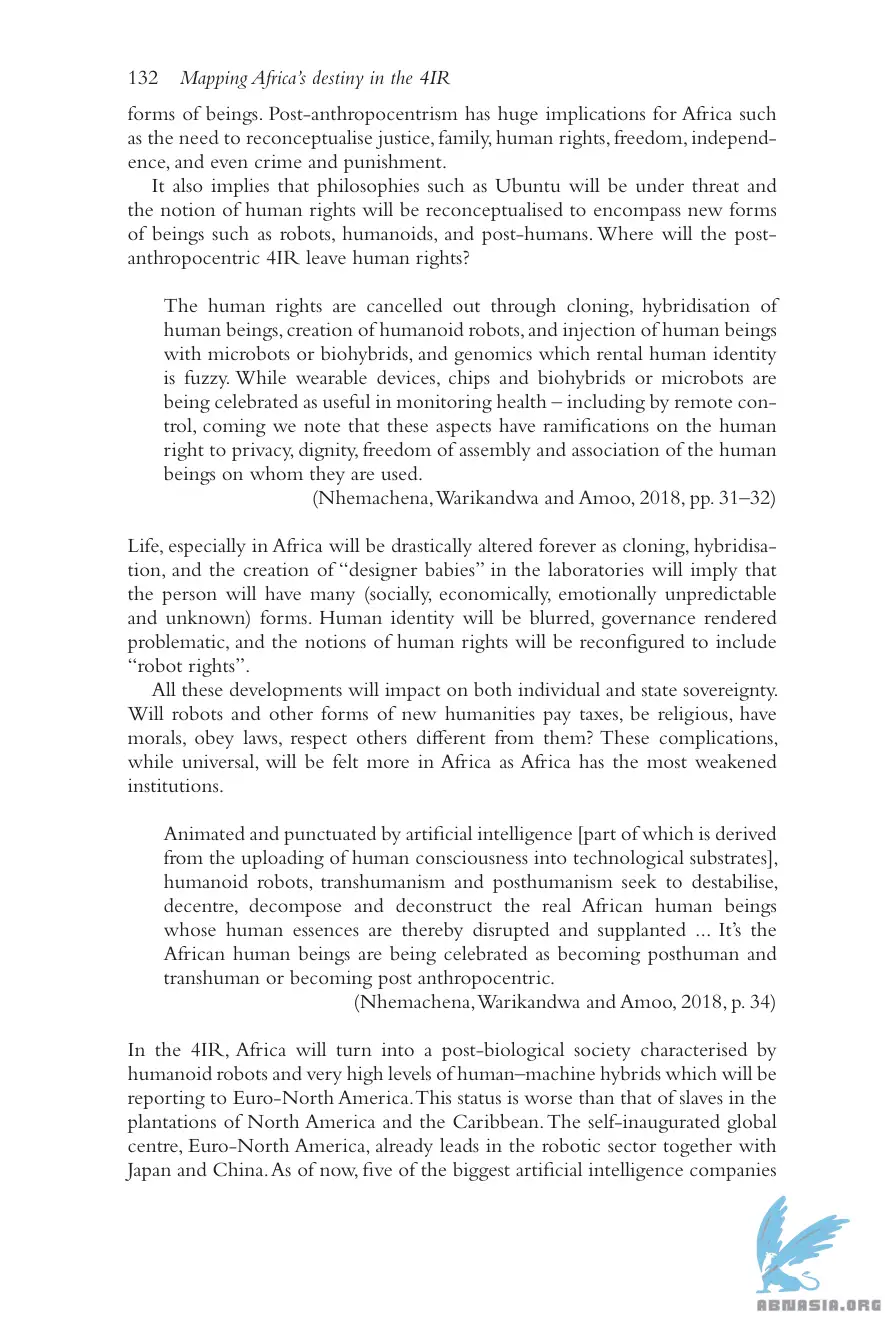 132 Mapping Africa's destiny in the 4IR
forms of beings. Post-anthropocentrism has huge implications for Africa such
as the need to reconceptualise justice, family, human rights, freedom, independ-
ence, and even crime and punishment.
It also implies that philosophies such as Ubuntu will be under threat and
the notion of human rights will be reconceptualised to encompass new forms
of beings such as robots, humanoids, and post-humans. Where will the post-
anthropocentric 4IR leave human rights?
The human rights are cancelled out through cloning, hybridisation of
human beings, creation of humanoid robots, and injection of human beings
with microbots or biohybrids, and genomics which rental human identity
is fuzzy. While wearable devices, chips and biohybrids or microbots are
being celebrated as useful in monitoring health – including by remote con-
trol, coming we note that these aspects have ramifications on the human
right to privacy, dignity, freedom of assembly and association of the human
beings on whom they are used.
(Nhemachena, Warikandwa and Amoo, 2018, pp. 31–32)
Life, especially in Africa will be drastically altered forever as cloning, hybridisa-
tion, and the creation of “designer babies” in the laboratories will imply that
the person will have many (socially, economically, emotionally unpredictable
and unknown) forms. Human identity will be blurred, governance rendered
problematic, and the notions of human rights will be reconfigured to include
“robot rights”.
All these developments will impact on both individual and state sovereignty.
Will robots and other forms of new humanities pay taxes, be religious, have
morals, obey laws, respect others different from them? These complications,
while universal, will be felt more in Africa as Africa has the most weakened
institutions.
Animated and punctuated by artificial intelligence [part of which is derived
from the uploading of human consciousness into technological substrates],
humanoid robots, transhumanism and posthumanism seek to destabilise,
decentre, decompose and deconstruct the real African human beings
whose human essences are thereby disrupted and supplanted ... It's the
African human beings are being celebrated as becoming posthuman and
transhuman or becoming post anthropocentric.
(Nhemachena, Warikandwa and Amoo, 2018, p. 34)
In the 4IR, Africa will turn into a post-biological society characterised by
humanoid robots and very high levels of human–machine hybrids which will be
reporting to Euro-North America. This status is worse than that of slaves in the
plantations of North America and the Caribbean. The self-inaugurated global
centre, Euro-North America, already leads in the robotic sector together with
Japan and China. As of now, five of the biggest artificial intelligence companies
ABNASIA.ORG